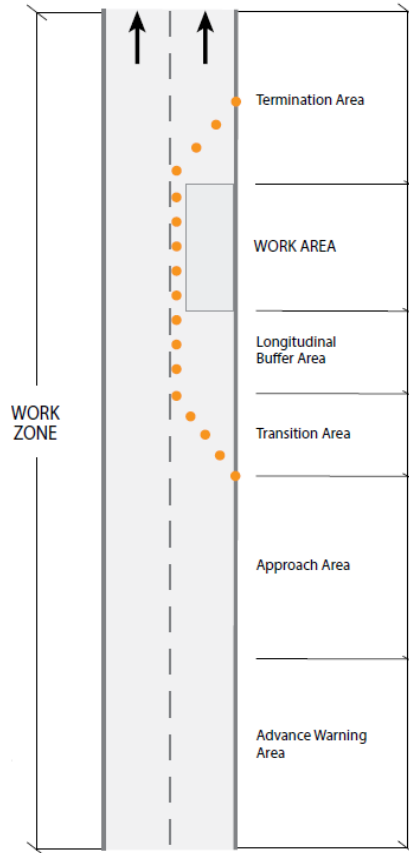 Termination Area
WORK AREA
Longitudinal
Buffer Area
WORK
ZONE
Transition Area
Approach Area
Advance Warning
Area